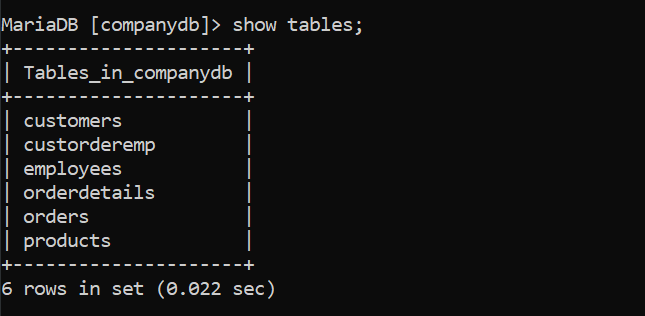 MariaDB [companydb]> show tables;
+---------------------+
| Tables_in_companydb |
+---------------------+
| customers           |
| custorderemp        |
| employees           |
| orderdetails        |
| orders              |
| products            |
+---------------------+
6 rows in set (0.022 sec)